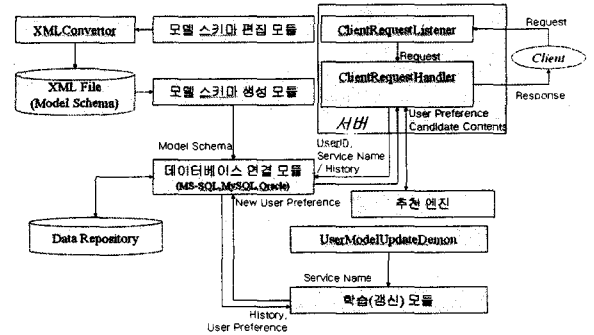 XMLConvertor
모델 스키마 편집 모듈
ClientRequestListener
Request
Client
Request
XML File
(Model Schema)
모델 스키마 생성 모듈
ClientRequestHandler
Response
서버
User Preference
Candidate Contents
UserID,
Service Name
/ History
Model Schema
데이터베이스 연결 모듈
(MS-SQL,MySQL,Oracle)
New User Preference
추천 엔진
Data Repository
UserModelUpdateDemon
Service Name
학습(갱신) 모듈
History,
User Preference